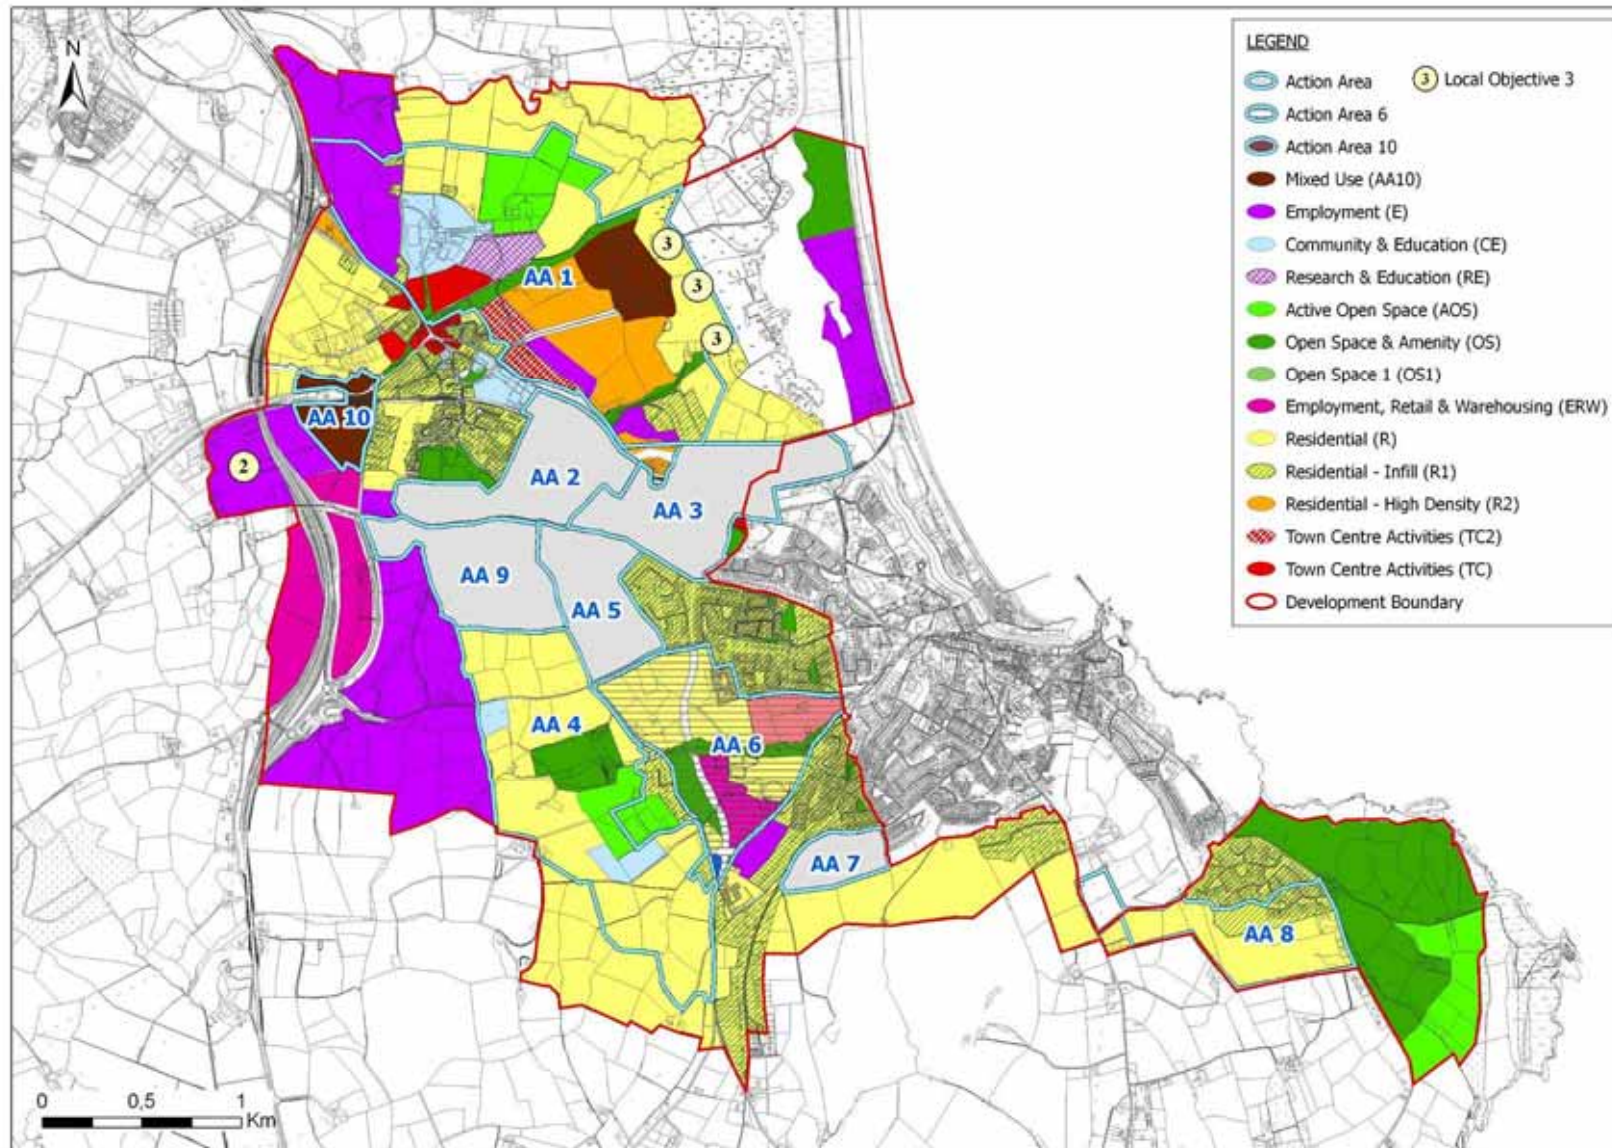 N
LEGEND
Action Area
3 Local Objective 3
Action Area 6
Action Area 10
Mixed Use (AA10)
Employment (E)
Community & Education (CE)
Research & Education (RE)
Active Open Space (AOS)
Open Space & Amenity (OS)
Open Space 1 (OS1)
Employment, Retail & Warehousing (ERW)
Residential (R)
Residential - Infill (R1)
Residential - High Density (R2)
Town Centre Activities (TC2)
Town Centre Activities (TC)
Development Boundary
3
AA 1
3
3
AA 10
2
AA 2
AA 3
AA 9
AA 5
AA 4
AA 6
AA 7
AA 8
0 0,5 1
Km